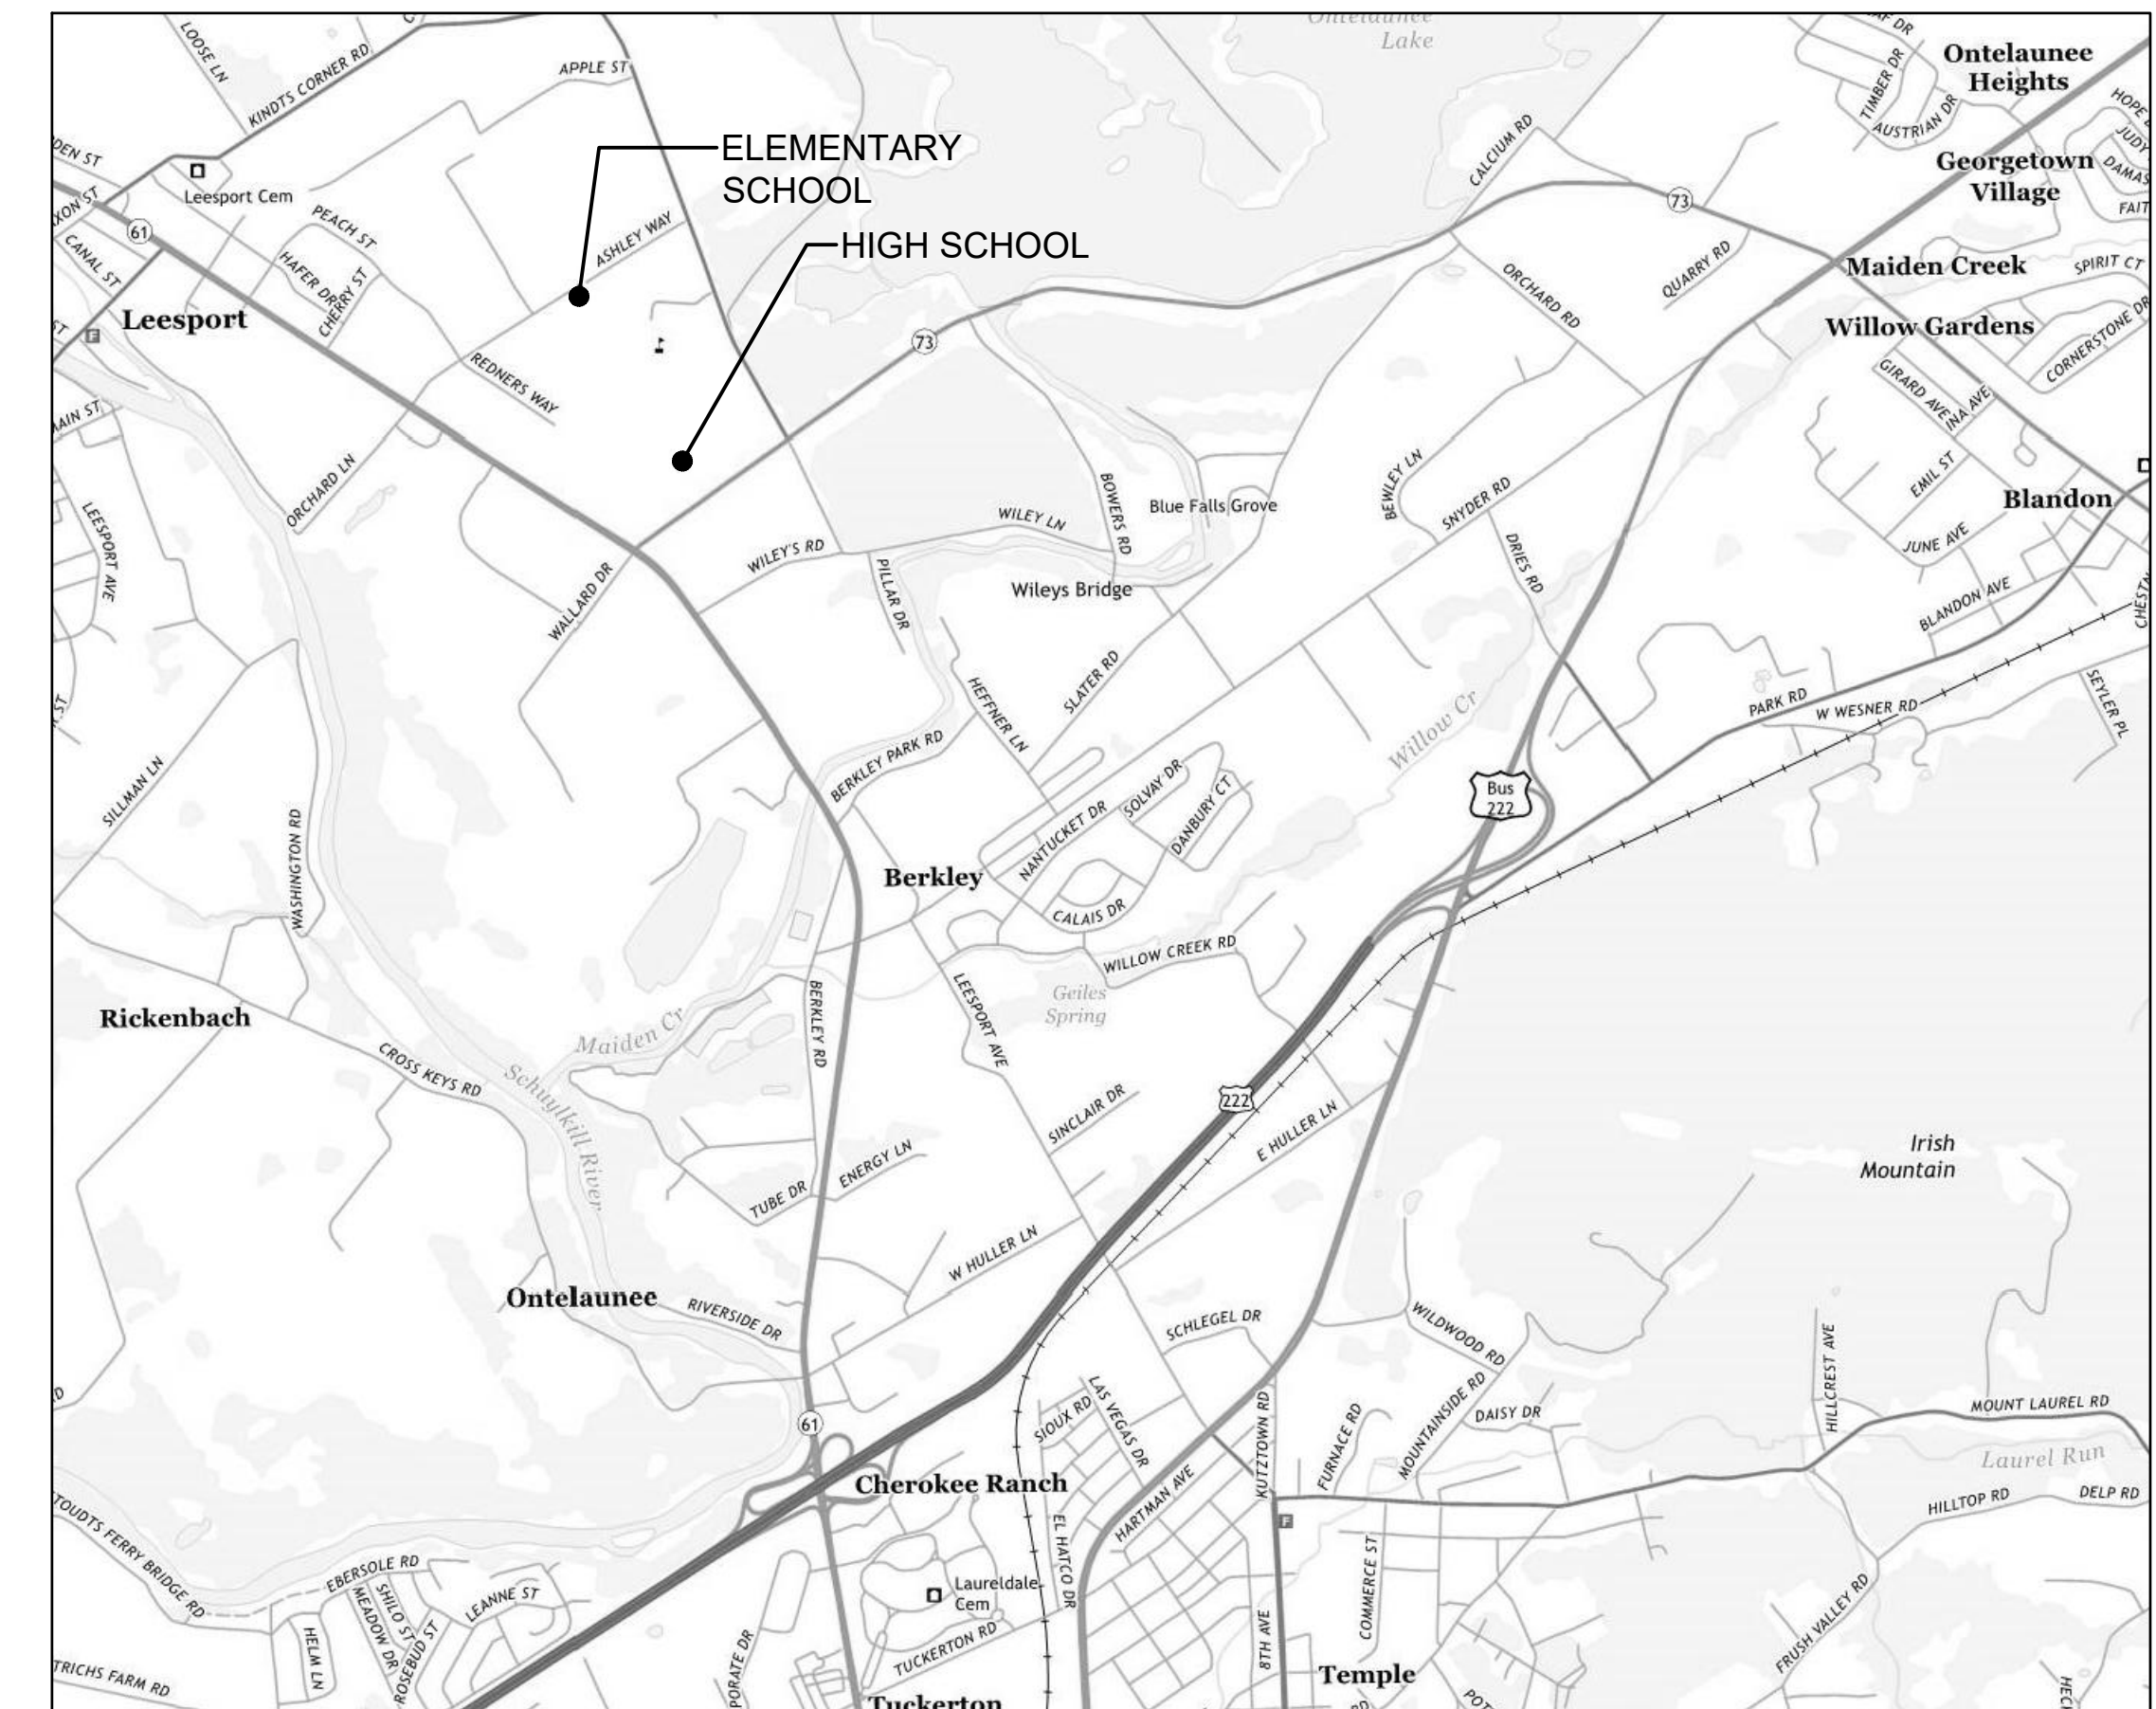 Ontelaunee
Lake
LOOSE LN
KINDTS CORNER RD
APPLE ST
TIMBER DR
AUSTRIAN DR
Ontelaunee
Heights
JUDY
DAMAS
FAIT
Georgetown
Village
ELEMENTARY
SCHOOL
CALCIUM RD
Leesport Cem
PEACH ST
ASHLEY WAY
HIGH SCHOOL
73
61
CANAL ST
HAFER DR
CHERRY ST
ORCHARD RD
QUARRY RD
Maiden Creek
SPIRIT CT
Leesport
F
73
Willow Gardens
CORNERSTONE DR
REDNERS WAY
GIRARD AVE
INA AVE
ORCHARD LN
BEWLEY LN
SNYDER RD
EMIL ST
Blandon
LEESPORT AVE
BOWERS RD
Blue Falls Grove
WILEY LN
WILEY'S RD
DRIES RD
JUNE AVE
PILLAR DR
Wileys Bridge
WALLARD DR
BLANDON AVE
HEFFNER LN
SLATER RD
Willow Cr
PARK RD
W WESNER RD
SEYLER PL
SILLMAN LN
BERKLEY PARK RD
WASHINGTON RD
NANTUCKET DR
SOLVAY DR
DANBURY CT
Bus
222
Berkley
CALAIS DR
WILLOW CREEK RD
Geiles
Spring
LEESPORT AVE
BERKLEY RD
Rickenbach
Maiden Cr
CROSS KEYS RD
Schuylkill River
SINCLAIR DR
222
E HULLER LN
Irish
Mountain
ENERGY LN
TUBE DR
W HULLER LN
Ontelaunee
RIVERSIDE DR
SCHLEGEL DR
WILDWOOD RD
HILLCREST AVE
MOUNT LAUREL RD
LAS VEGAS DR
SIOUX RD
KUTZTOWN RD
FURNACE RD
MOUNTAINSIDE RD
DAISY DR
61
Laurel Run
Cherokee Ranch
HARTMAN AVE
HILLTOP RD
DELP RD
F
EL HATCO DR
TOUDTS FERRY BRIDGE RD
EBERSOLE RD
SHILO ST
MEADOW DR
ROSEBUD ST
LEANNE ST
Laureldale
Cem
COMMERCE ST
HELM LN
TUCKERTON RD
8TH AVE
FRUSH VALLEY RD
TRICHS FARM RD
PORATE DR
Temple
Tuckerton